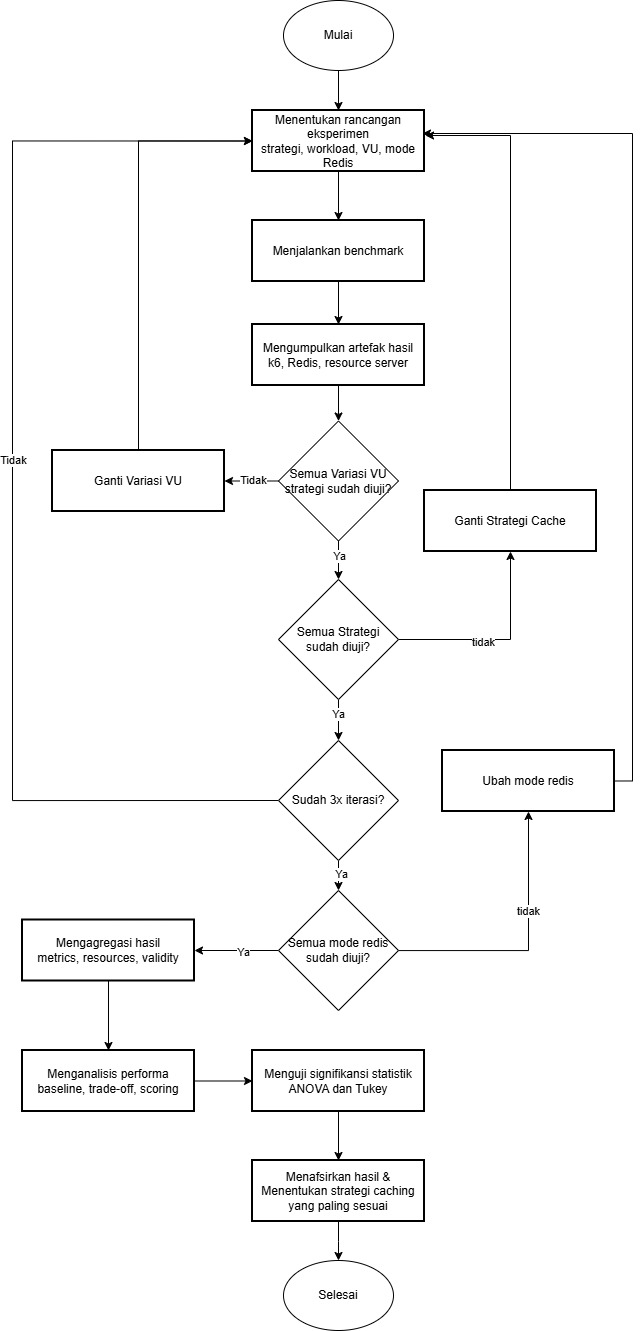 Mulai
Menentukan rancangan
eksperimen
strategi, workload, VU, mode
Redis
Menjalankan benchmark
Mengumpulkan artefak hasil
k6, Redis, resource server
Tidak
Ganti Variasi VU
Tidak
Semua Variasi VU
strategi sudah diuji?
Ganti Strategi Cache
Ya
Semua Strategi
sudah diuji?
tidak
Ya
Sudah 3x iterasi?
Ubah mode redis
Ya
tidak
Mengagregasi hasil
metrics, resources, validity
Ya
Semua mode redis
sudah diuji?
Menganalisis performa
baseline, trade-off, scoring
Menguji signifikansi statistik
ANOVA dan Tukey
Menafsirkan hasil &
Menentukan strategi caching
yang paling sesuai
Selesai